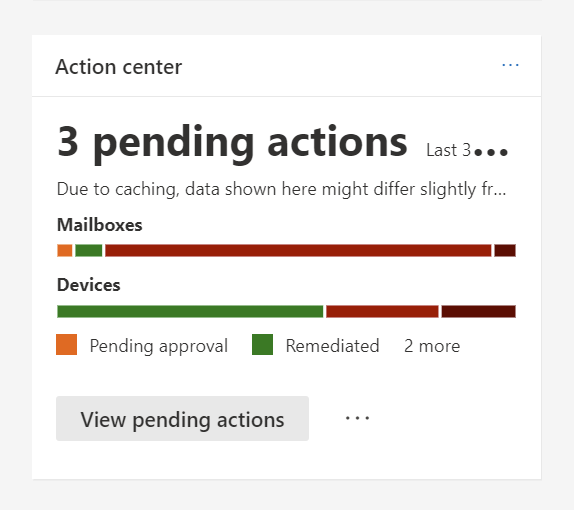 Action center
3 pending actions Last 3...
Due to caching, data shown here might differ slightly fr...
Mailboxes
Devices
Pending approval Remediated 2 more
View pending actions